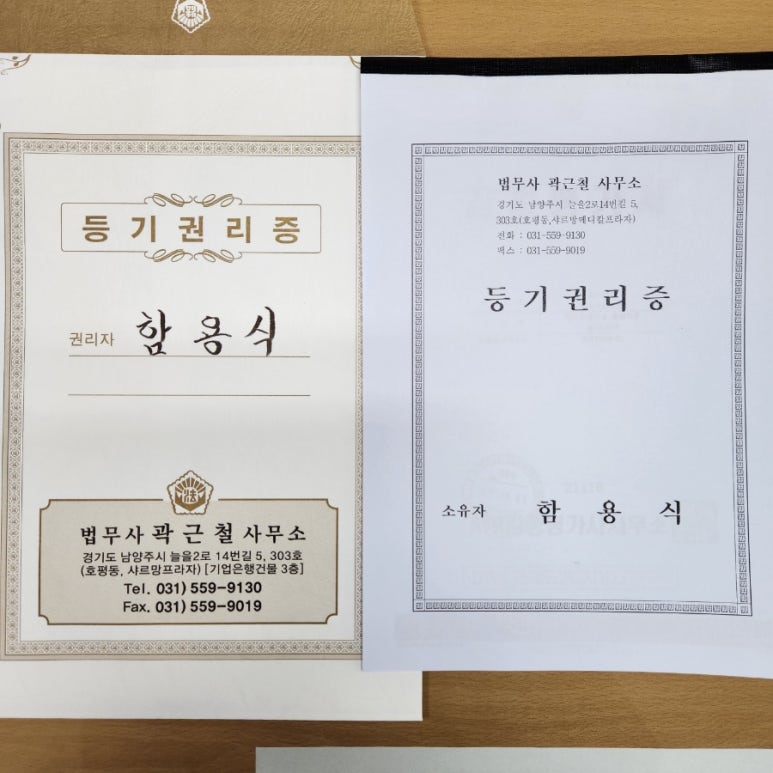 등기권리증
권리자 함용식
法
법무사 곽근철 사무소
경기도 남양주시 늘을2로 14번길 5, 303호
(호평동, 샤르망프라자) [기업은행건물 3층]
Tel. 031) 559-9130
Fax. 031) 559-9019
법무사 곽근철 사무소
경기도 남양주시 늘을2로14번길 5,
303호(호평동,샤르망메디칼프라자)
전화 : 031-559-9130
팩스 : 031-559-9019
등기권리증
소유자 함용식